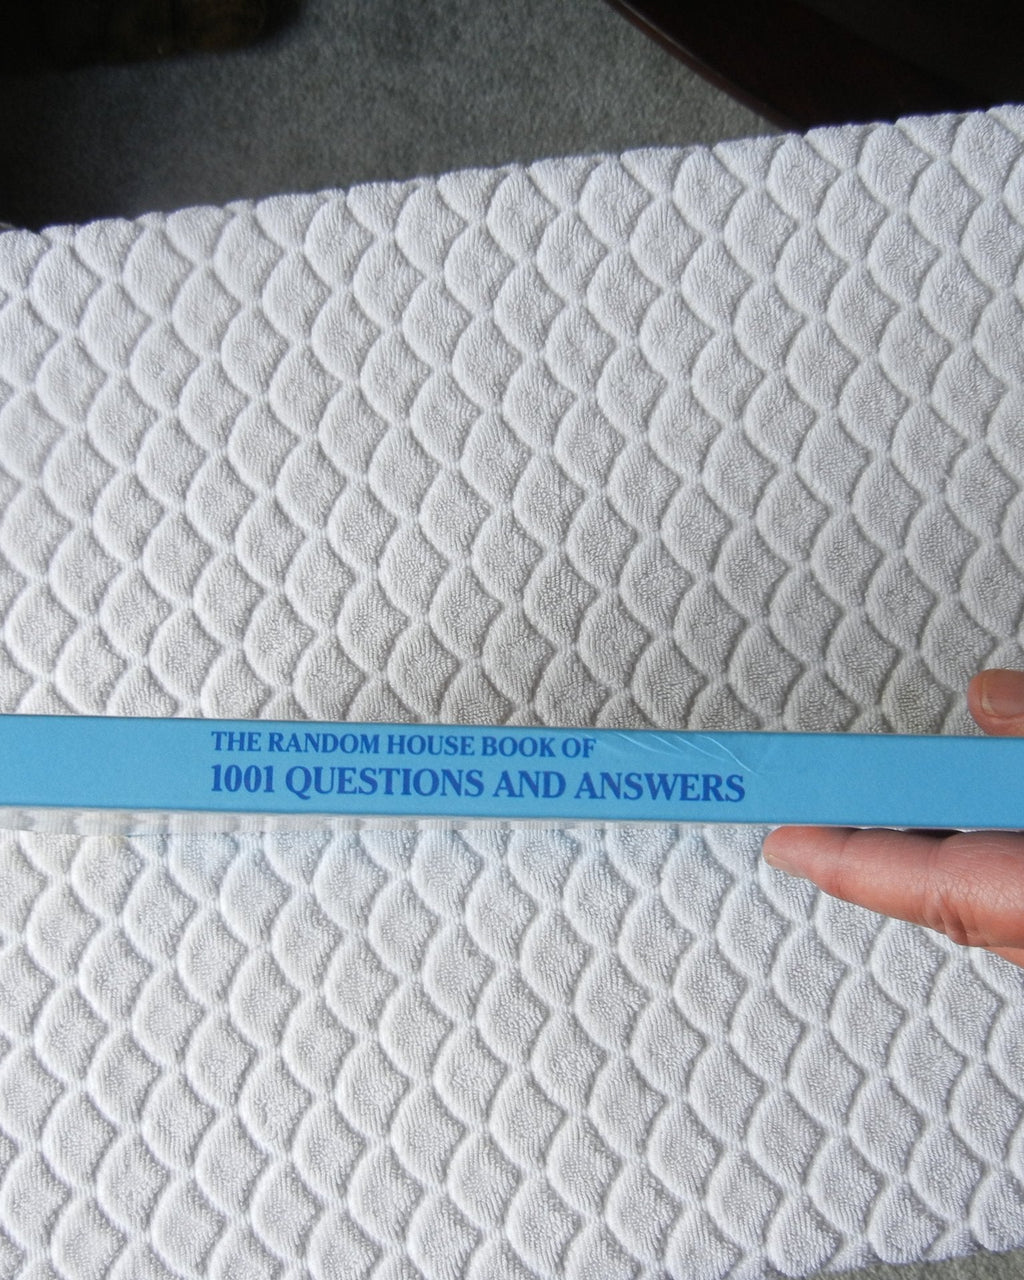 THE RANDOM HOUSE BOOK OF
1001 QUESTIONS AND ANSWERS